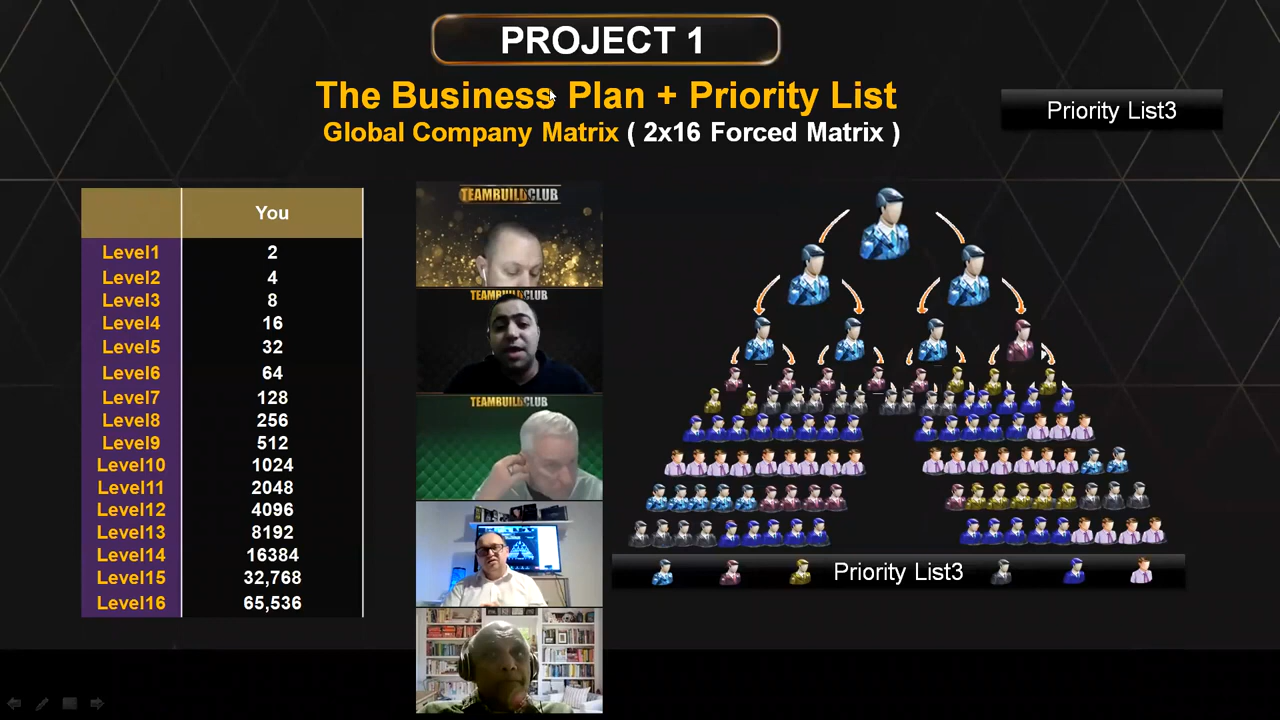 PROJECT 1
The Business Plan + Priority List
Global Company Matrix ( 2x16 Forced Matrix )
Priority List3
You
Level1 2
Level2 4
Level3 8
Level4 16
Level5 32
Level6 64
Level7 128
Level8 256
Level9 512
Level10 1024
Level11 2048
Level12 4096
Level13 8192
Level14 16384
Level15 32,768
Level16 65,536
TEAMBUILDCLUB
TEAMBUILDCLUB
TEAMBUILDCLUB
Priority List3